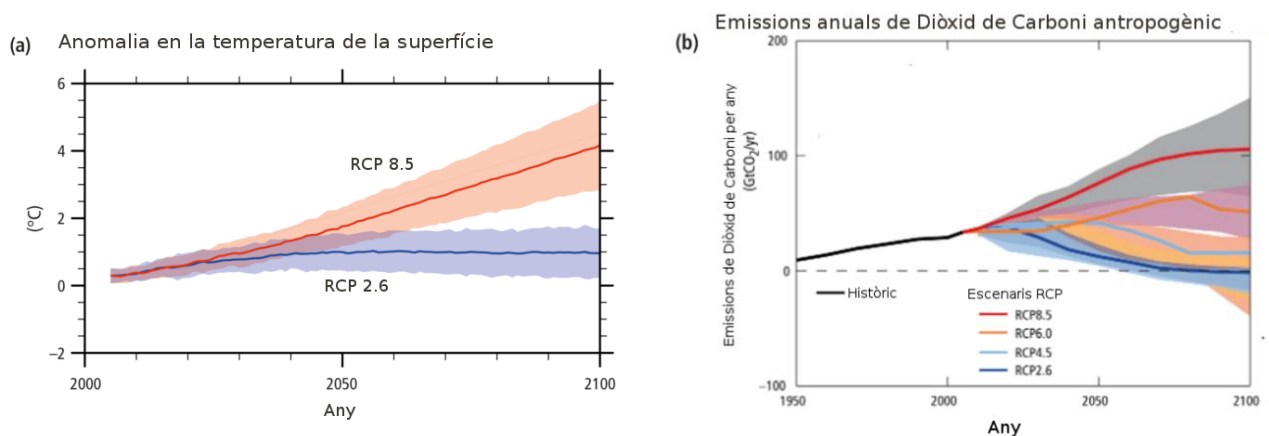 (a) Anomalia en la temperatura de la superfície
6
4
2
0
−2
(°C)
RCP 8.5
RCP 2.6
2000
2050
2100
Any
Emissions anuals de Diòxid de Carboni antropogènic
(b)
200
100
0
−100
Emissions de Diòxid de Carboni per any
(GtCO₂/yr)
Històric
Escenaris RCP
RCP8.5
RCP6.0
RCP4.5
RCP2.6
1950
2000
2050
2100
Any